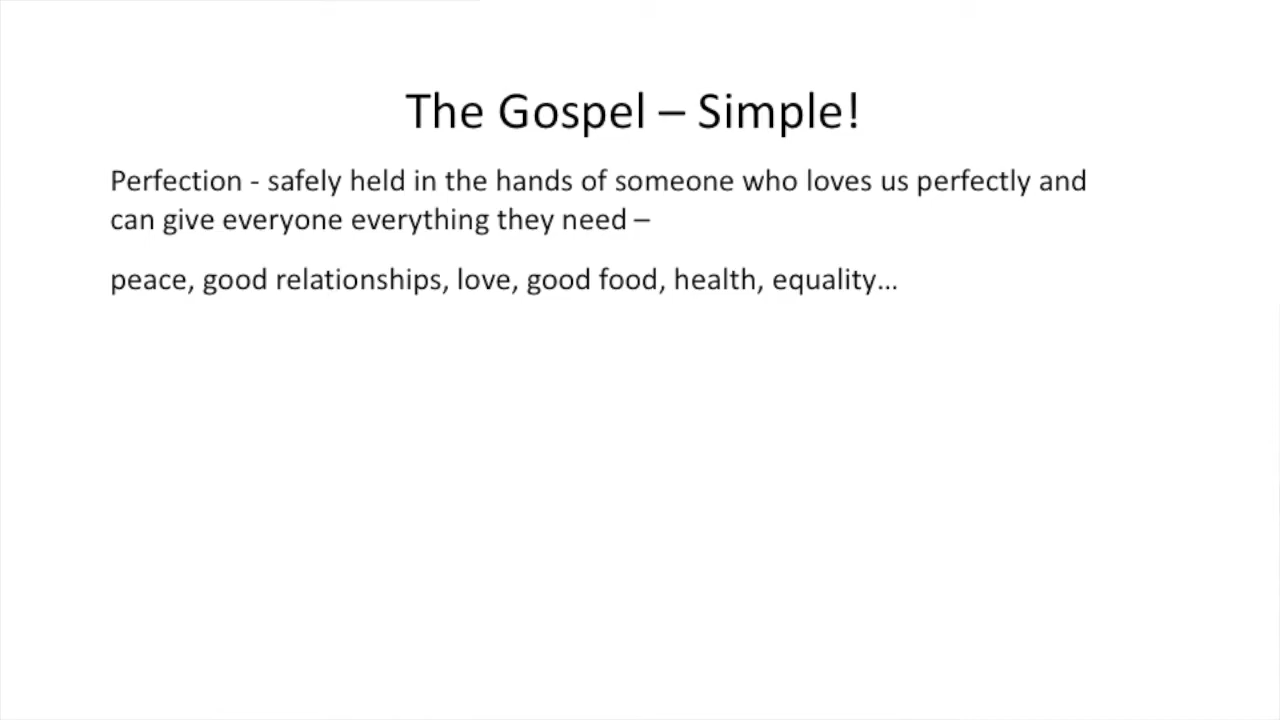 The Gospel – Simple!
Perfection - safely held in the hands of someone who loves us perfectly and
can give everyone everything they need –
peace, good relationships, love, good food, health, equality…